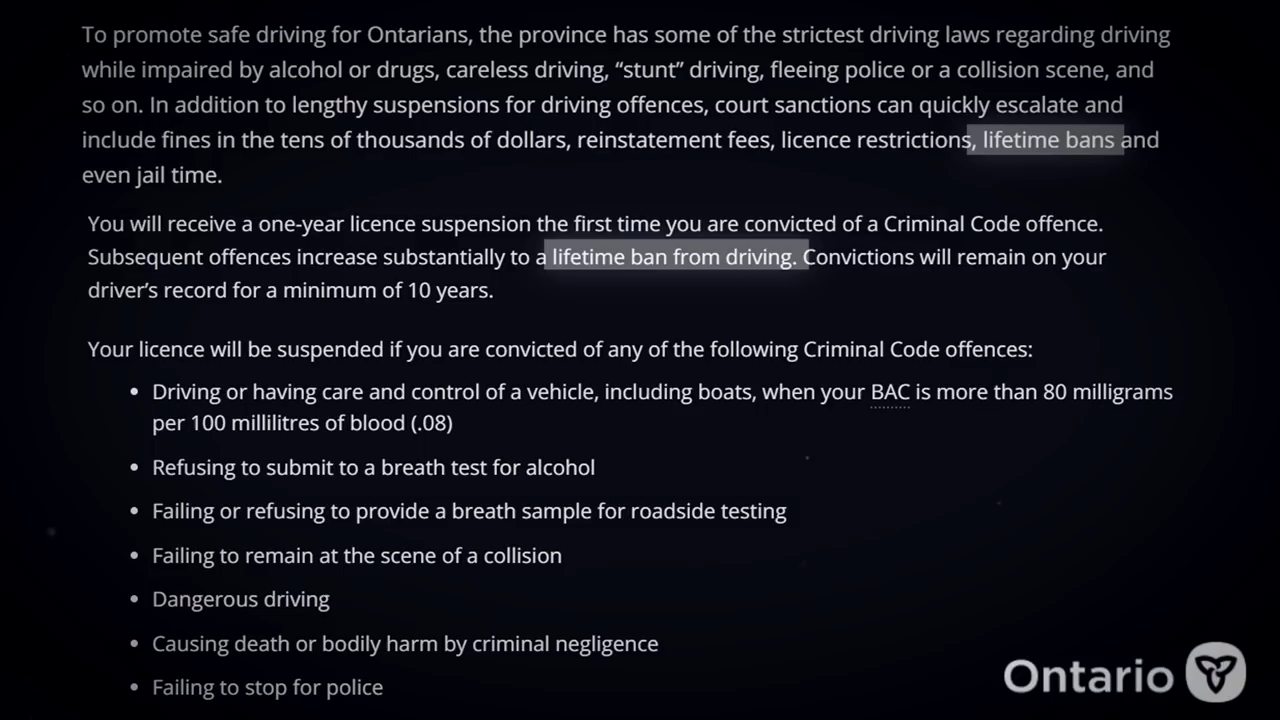 To promote safe driving for Ontarians, the province has some of the strictest driving laws regarding driving
while impaired by alcohol or drugs, careless driving, “stunt” driving, fleeing police or a collision scene, and
so on. In addition to lengthy suspensions for driving offences, court sanctions can quickly escalate and
include fines in the tens of thousands of dollars, reinstatement fees, licence restrictions, lifetime bans and
even jail time.
You will receive a one-year licence suspension the first time you are convicted of a Criminal Code offence.
Subsequent offences increase substantially to a lifetime ban from driving. Convictions will remain on your
driver’s record for a minimum of 10 years.
Your licence will be suspended if you are convicted of any of the following Criminal Code offences:
• Driving or having care and control of a vehicle, including boats, when your BAC is more than 80 milligrams
per 100 millilitres of blood (.08)
• Refusing to submit to a breath test for alcohol
• Failing or refusing to provide a breath sample for roadside testing
• Failing to remain at the scene of a collision
• Dangerous driving
• Causing death or bodily harm by criminal negligence
• Failing to stop for police
Ontario